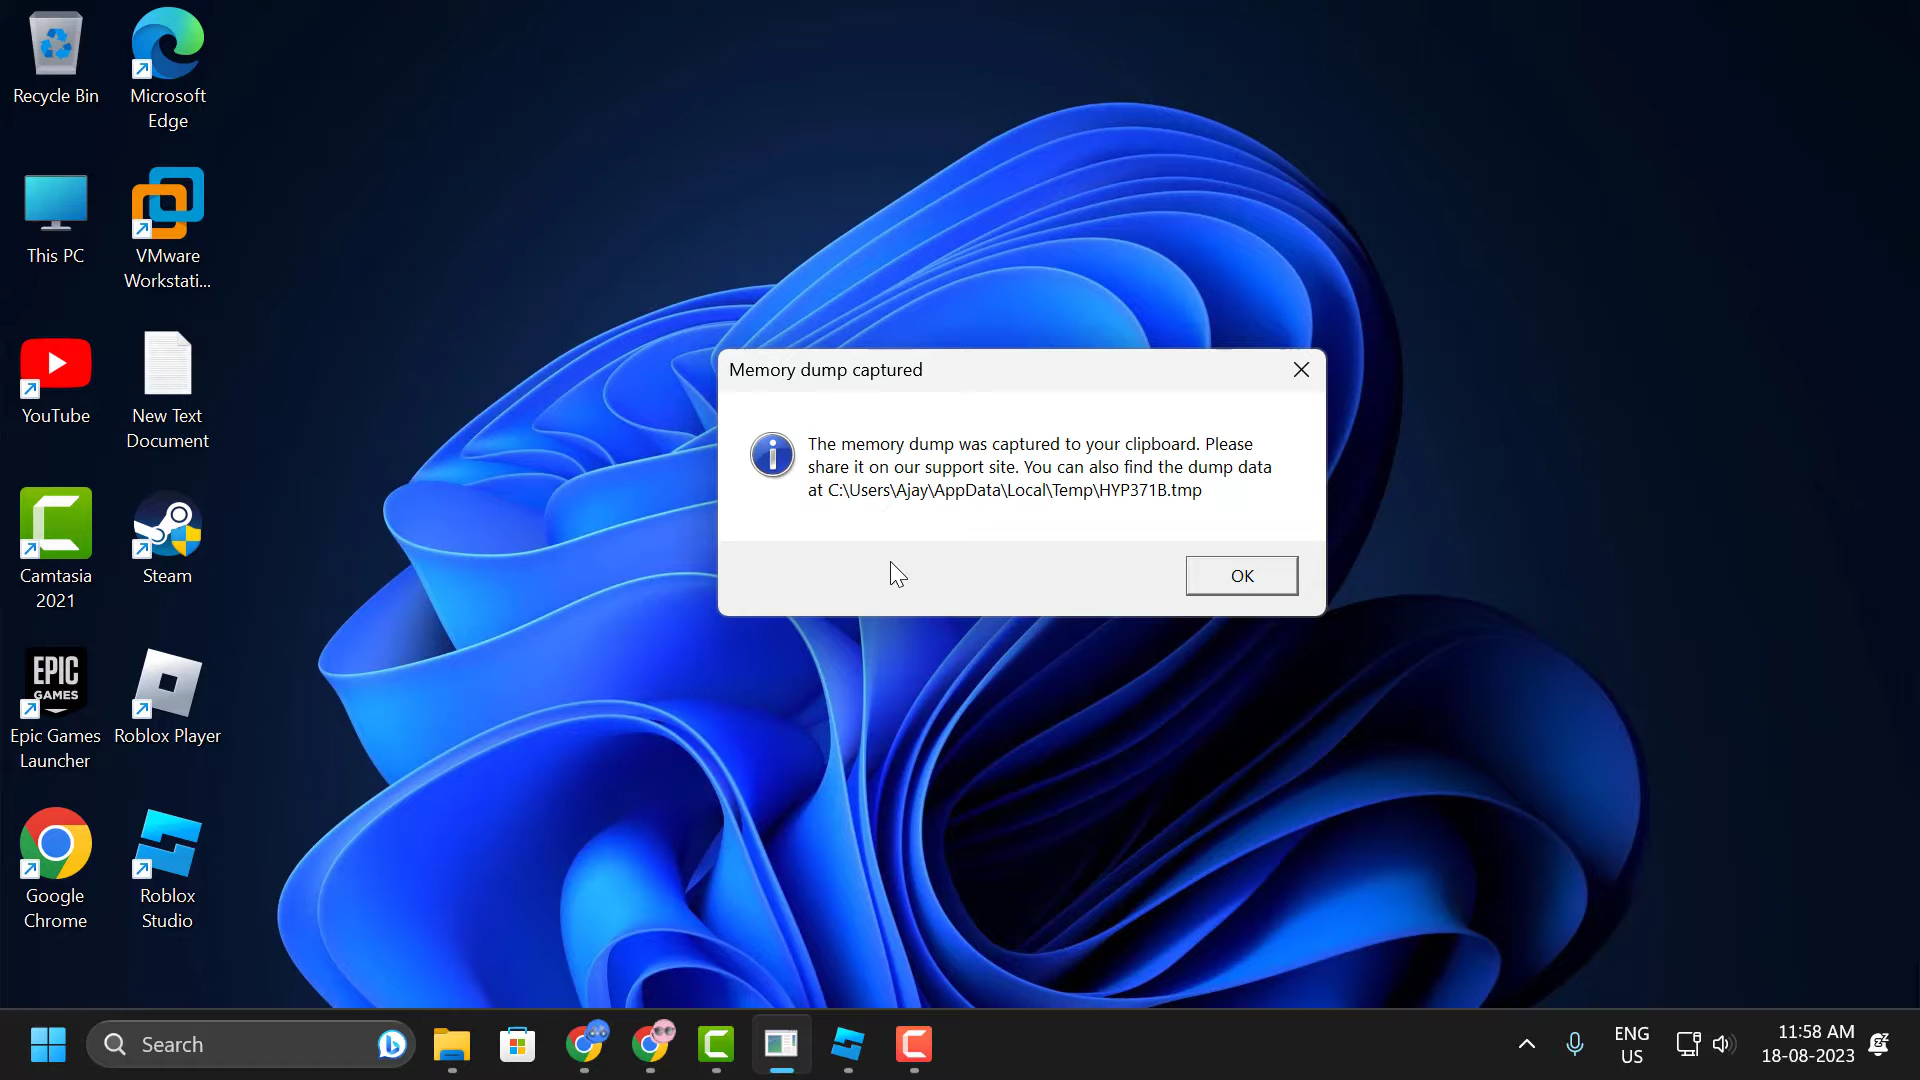 Recycle Bin
Microsoft
Edge
This PC
VMware
Workstati...
YouTube
New Text
Document
Camtasia
2021
Steam
EPIC
GAMES
Epic Games
Launcher
Roblox Player
Google
Chrome
Roblox
Studio
Memory dump captured
The memory dump was captured to your clipboard. Please
share it on our support site. You can also find the dump data
at C:\Users\Ajay\AppData\Local\Temp\HYP371B.tmp
OK
Search
ENG
US
11:58 AM
18-08-2023